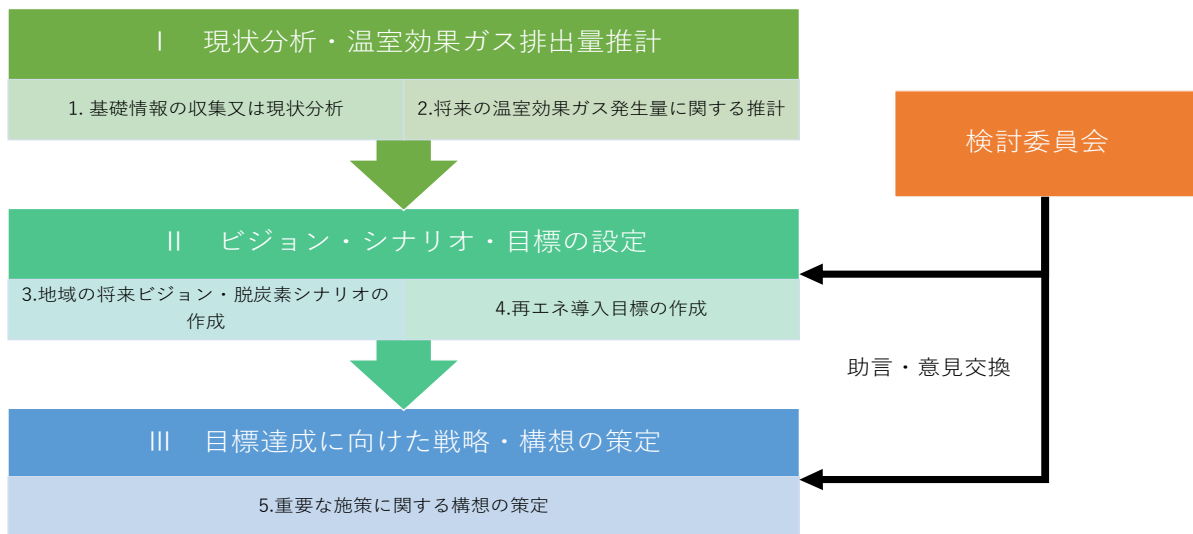 Ⅰ　現状分析・温室効果ガス排出量推計
1. 基礎情報の収集又は現状分析
2.将来の温室効果ガス発生量に関する推計
検討委員会
Ⅱ　ビジョン・シナリオ・目標の設定
3.地域の将来ビジョン・脱炭素シナリオの
作成
4.再エネ導入目標の作成
助言・意見交換
Ⅲ　目標達成に向けた戦略・構想の策定
5.重要な施策に関する構想の策定